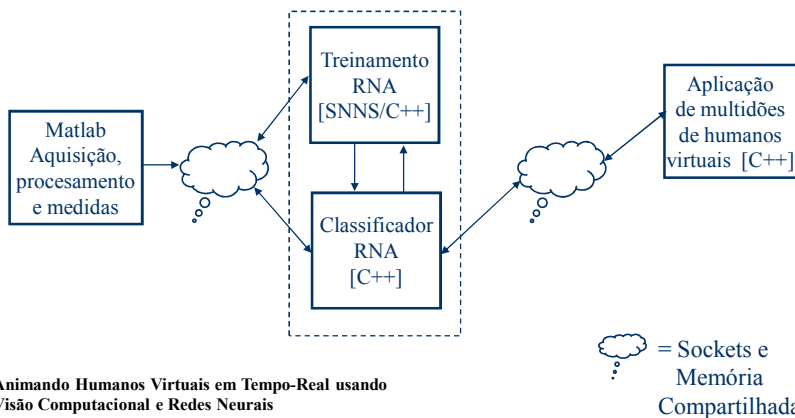 Treinamento
RNA
[SNNS/C++]
Matlab
Aquisição,
procesamento
e medidas
Classificador
RNA
[C++]
Aplicação
de multidões
de humanos
virtuais [C++]
= Sockets e
Memória
Compartilhada
Animando Humanos Virtuais em Tempo-Real usando
Visão Computacional e Redes Neurais